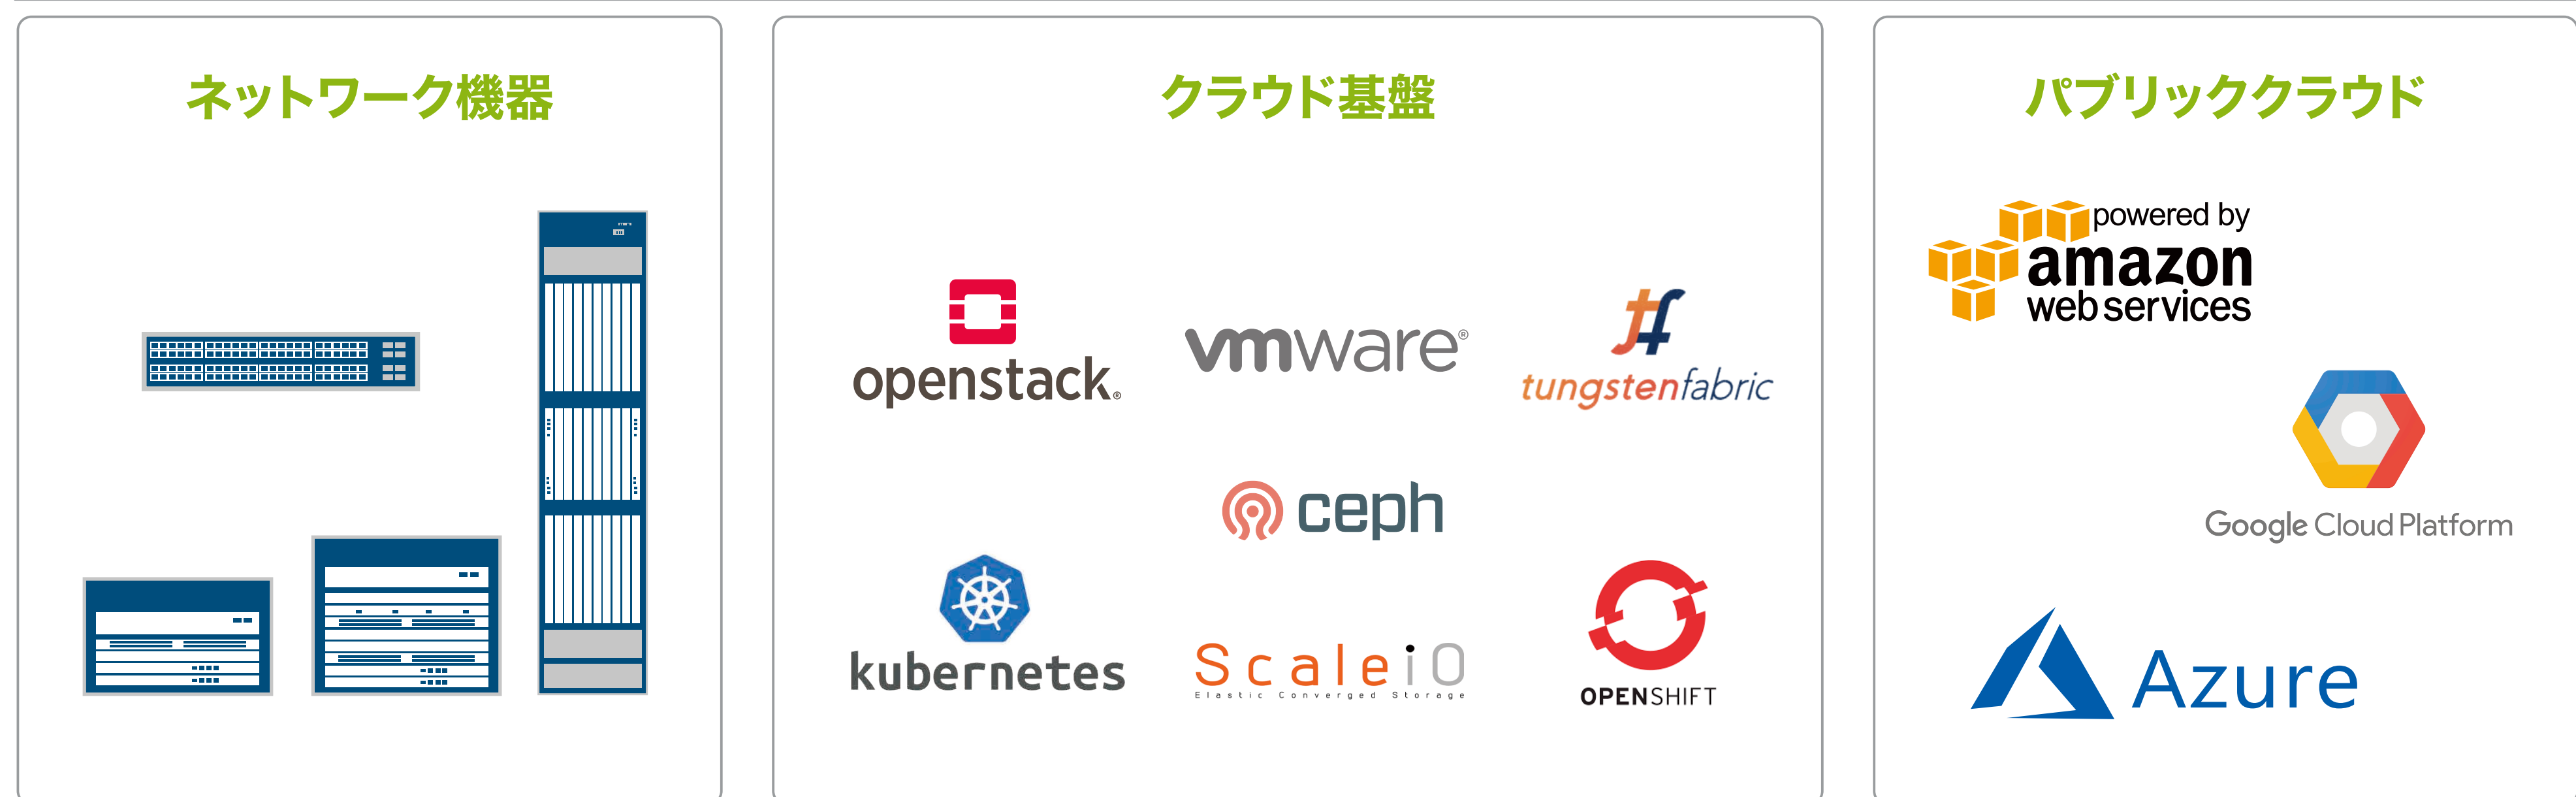 ネットワーク機器
クラウド基盤
openstack®
vmware®
tungstenfabric
ceph
kubernetes
ScaleiO
Elastic Converged Storage
OPENSHIFT
パブリッククラウド
powered by
amazon
web services
Google Cloud Platform
Azure